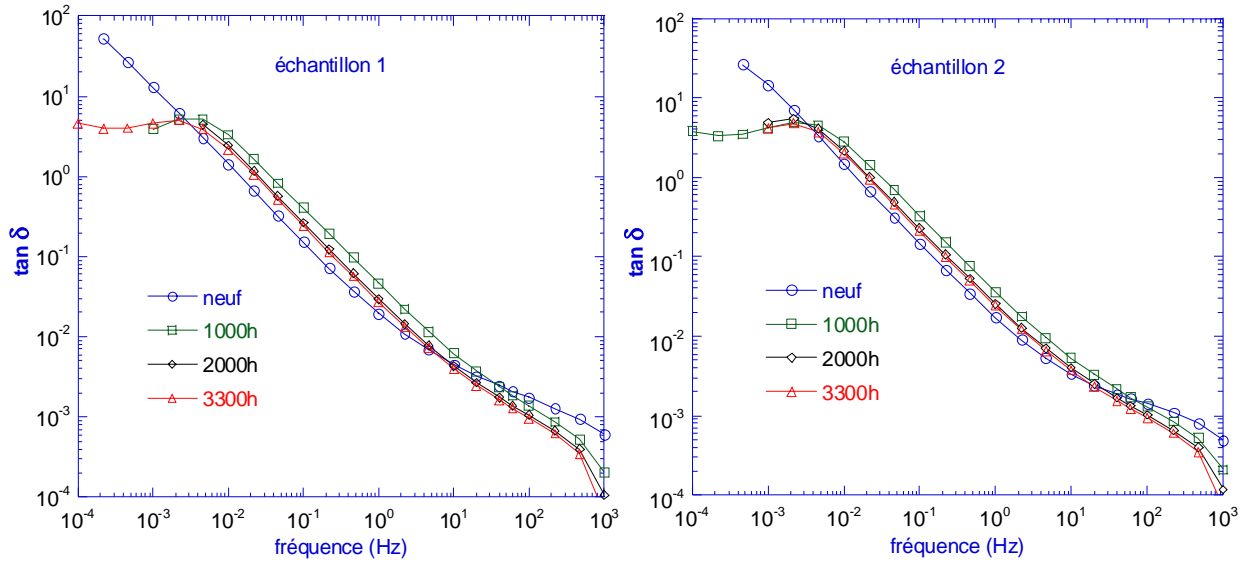 échantillon 1
tan δ
10^2
10^1
10^0
10^-1
10^-2
10^-3
10^-4
neuf
1000h
2000h
3300h
10^-4 10^-3 10^-2 10^-1 10^0 10^1 10^2 10^3
fréquence (Hz)
échantillon 2
tan δ
10^2
10^1
10^0
10^-1
10^-2
10^-3
10^-4
neuf
1000h
2000h
3300h
10^-4 10^-3 10^-2 10^-1 10^0 10^1 10^2 10^3
fréquence (Hz)